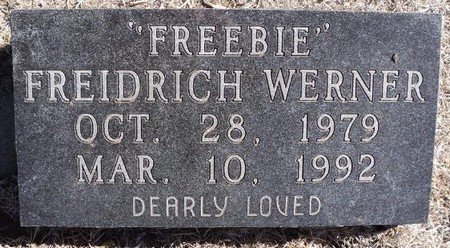 "FREEBIE"
FREIDRICH WERNER
OCT. 28, 1979
MAR. 10, 1992
DEARLY LOVED